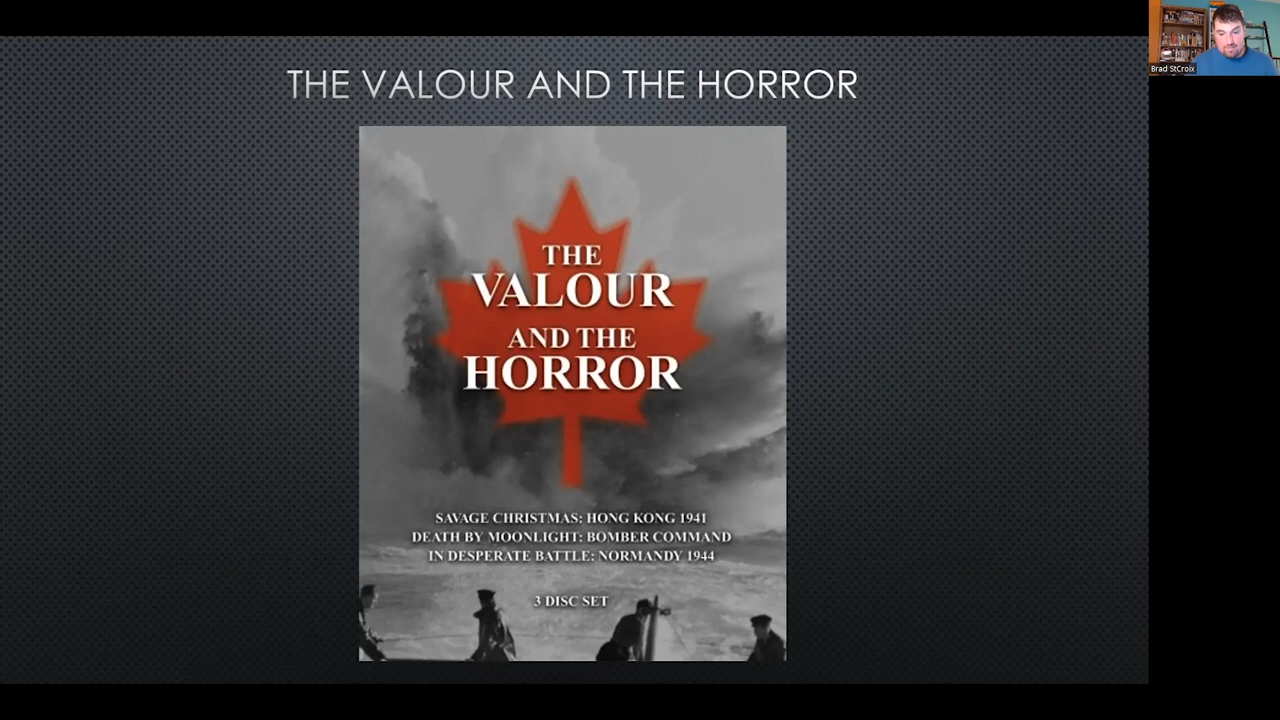 THE VALOUR AND THE HORROR
Brad StCroix
THE
VALOUR
AND THE
HORROR
SAVAGE CHRISTMAS: HONG KONG 1941
DEATH BY MOONLIGHT: BOMBER COMMAND
IN DESPERATE BATTLE: NORMANDY 1944
3 DISC SET